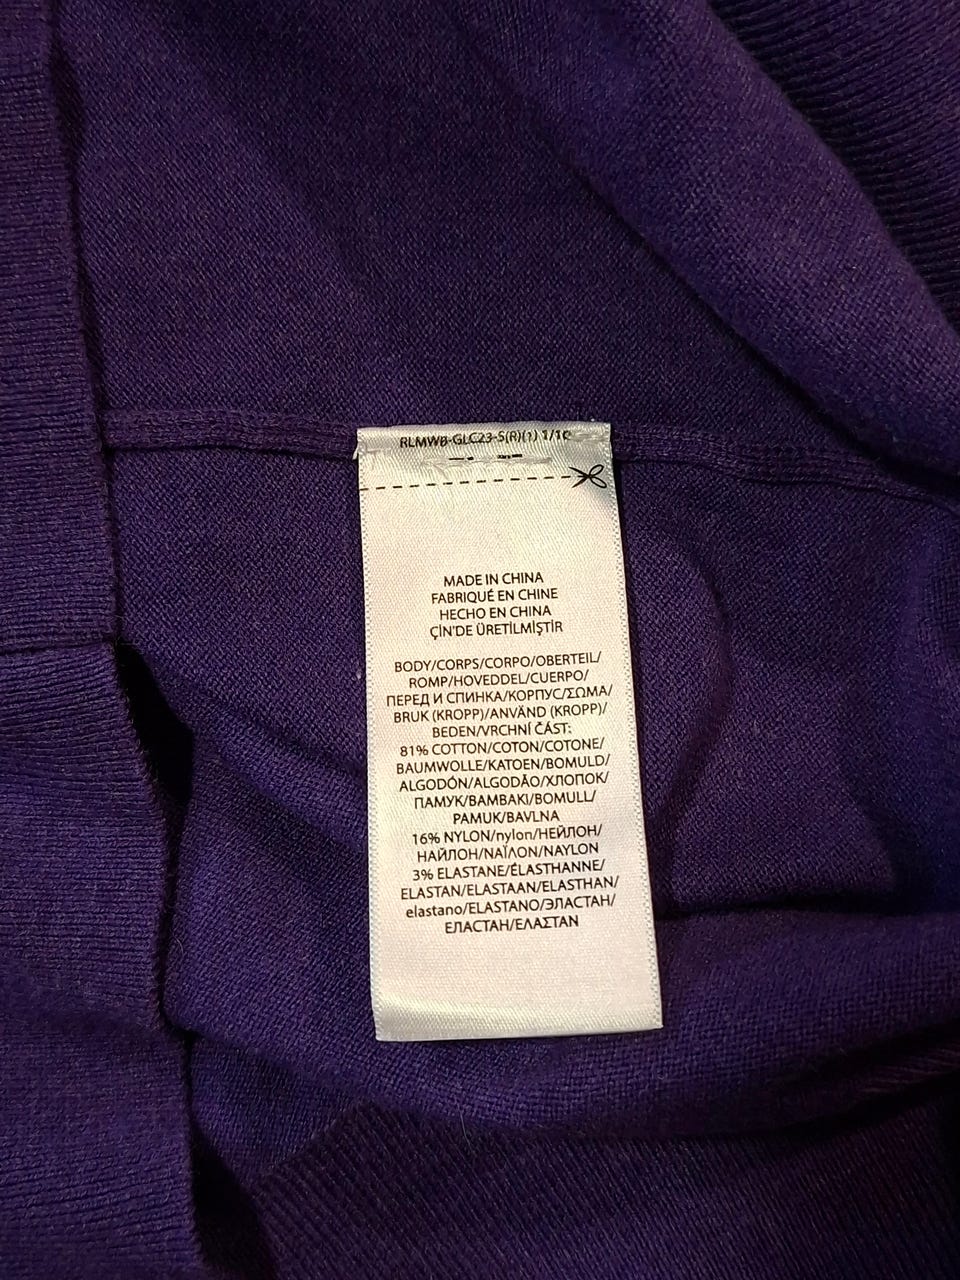 RLMWB-GLC23-S(R)(1) 1/10
MADE IN CHINA
FABRIQUÉ EN CHINE
HECHO EN CHINA
ÇİN'DE ÜRETİLMİŞTİR
BODY/CORPS/CORPO/OBERTEIL/
ROMP/HOVEDDEL/CUERPO/
ПЕРЕД И СПИНКА/КОРПУС/ΣΩΜΑ/
BRUK (KROPP)/ANVÄND (KROPP)/
BEDEN/VRCHNÍ ČÁST:
81% COTTON/COTON/COTONE/
BAUMWOLLE/KATOEN/BOMULD/
ALGODÓN/ALGODÃO/ХЛОПОК/
ПАМУК/ΒΑΜΒΑΚΙ/BOMULL/
PAMUK/BAVLNA
16% NYLON/nylon/НЕЙЛОН/
НАЙЛОН/ΝΑΪΛΟΝ/NAYLON
3% ELASTANE/ÉLASTHANNE/
ELASTAN/ELASTAAN/ELASTHAN/
elastano/ELASTANO/ЭЛАСТАН/
ЕЛАСТАН/ΕΛΑΣΤΑΝ